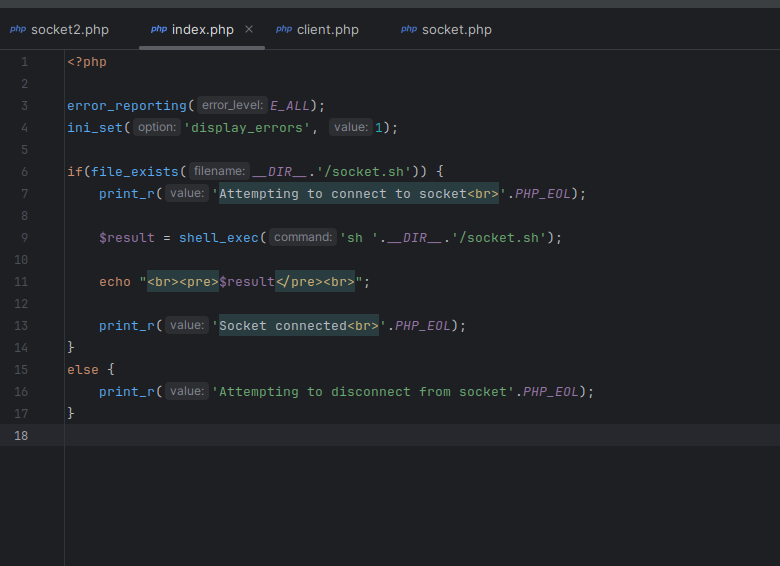 php socket2.php php index.php × php client.php php socket.php
1 <?php
2
3 error_reporting( error_level: E_ALL);
4 ini_set( option: 'display_errors', value: 1);
5
6 if(file_exists( filename: __DIR__.'/socket.sh')) {
7 print_r( value: 'Attempting to connect to socket<br>'.PHP_EOL);
8
9 $result = shell_exec( command: 'sh '.__DIR__.'/socket.sh');
10
11 echo "<br><pre>$result</pre><br>";
12
13 print_r( value: 'Socket connected<br>'.PHP_EOL);
14 }
15 else {
16 print_r( value: 'Attempting to disconnect from socket'.PHP_EOL);
17 }
18